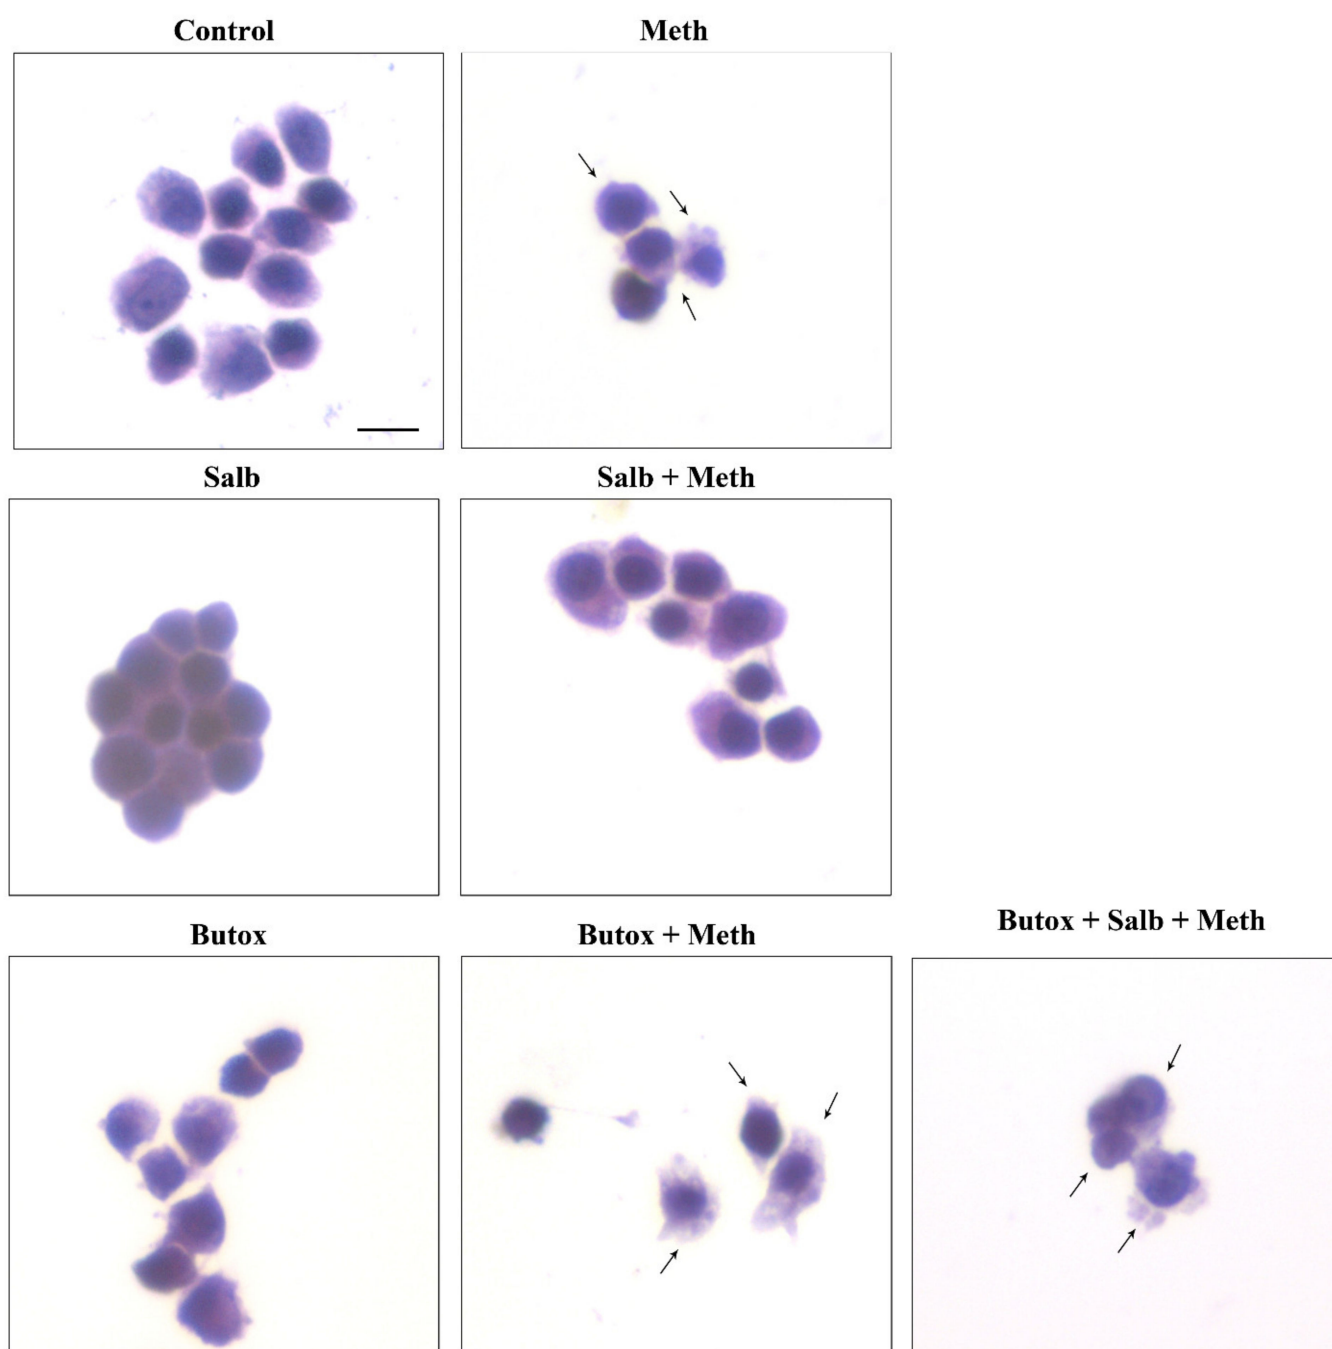 Control
Meth
Salb
Salb + Meth
Butox
Butox + Meth
Butox + Salb + Meth